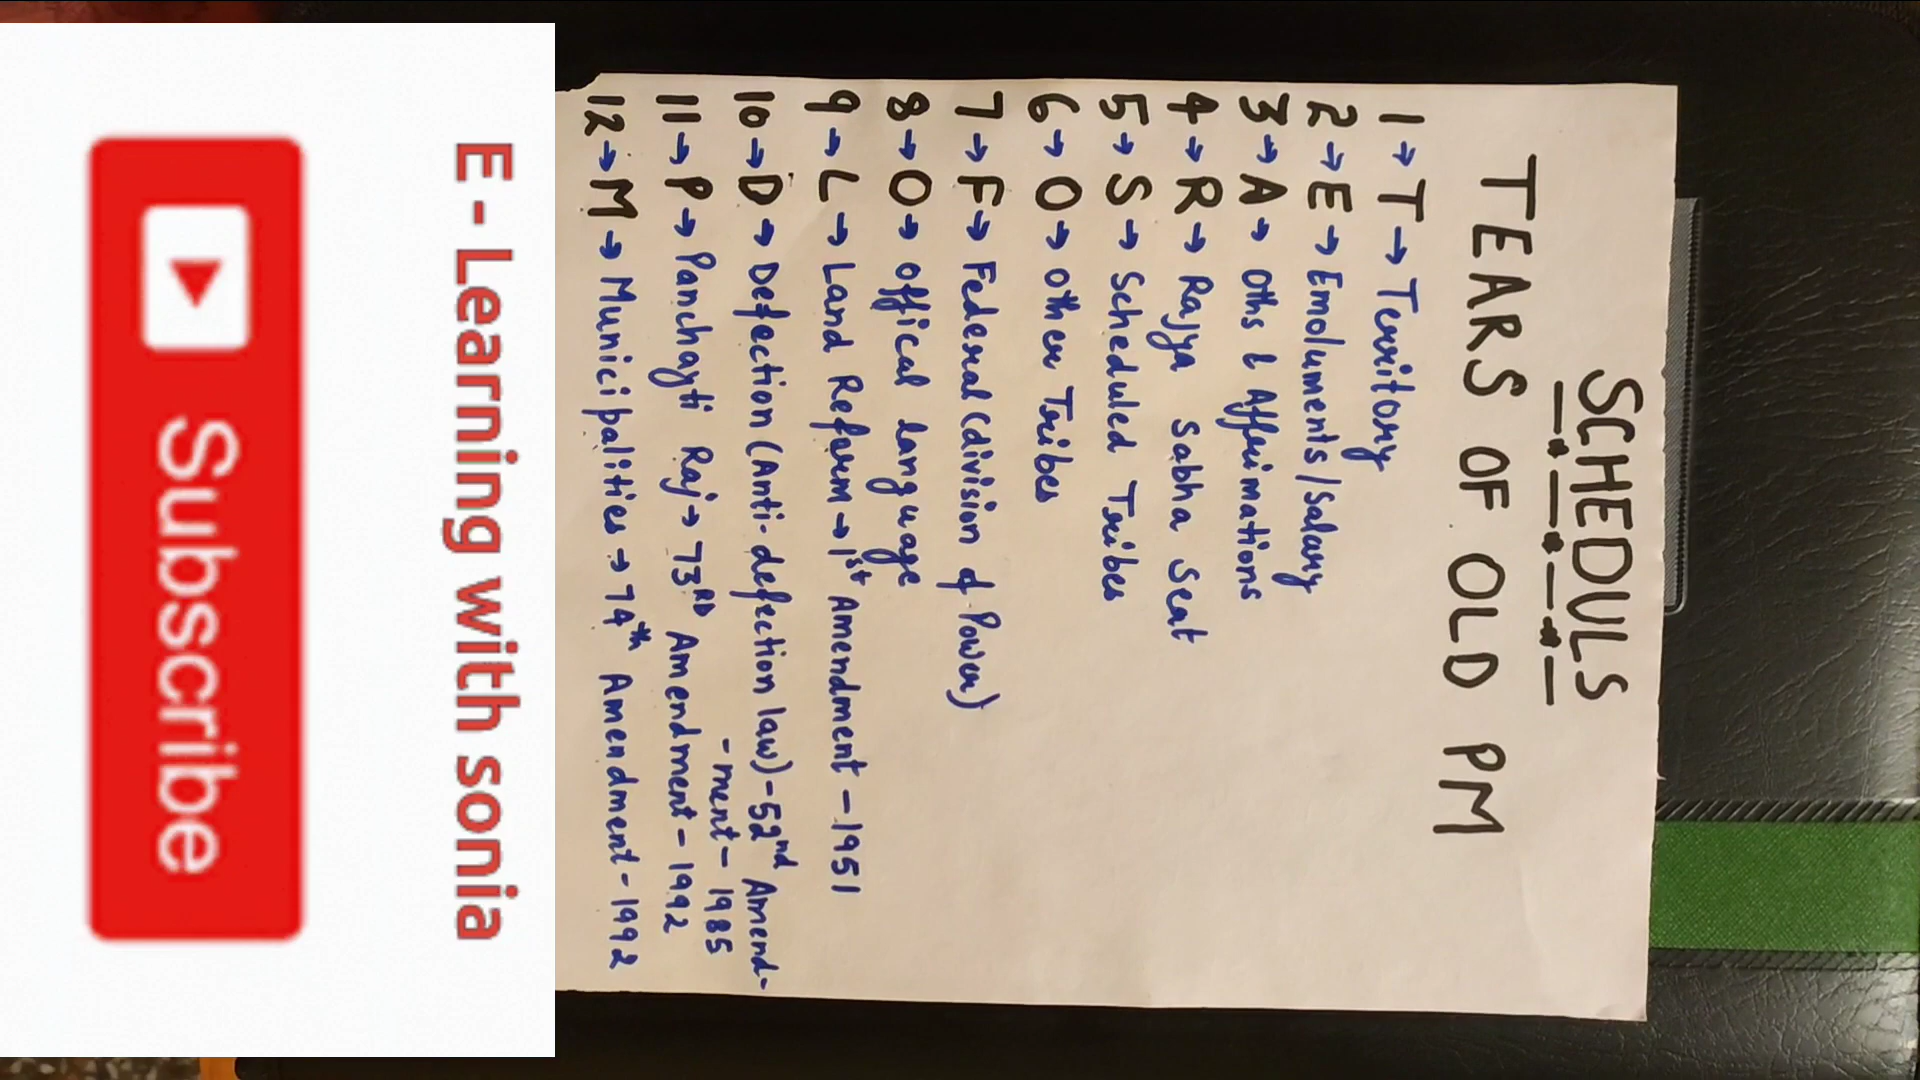 SCHEDULS
TEARS OF OLD PM
1 → T → Territory
2 → E → Emoluments/Salary
3 → A → Oths & Affirmations
4 → R → Rajya Sabha Seat
5 → S → Scheduled Tribes
6 → O → Other Tribes
7 → F → Federal (division of Power)
8 → O → Offical language
9 → L → Land Reform → 1st Amendment - 1951
10 → D → Defection (Anti-defection law) - 52nd Amend-
-ment - 1985
11 → P → Panchayti Raj → 73RD Amendment - 1992
12 → M → Municipalities → 74th Amendment - 1992
E - Learning with sonia
Subscribe